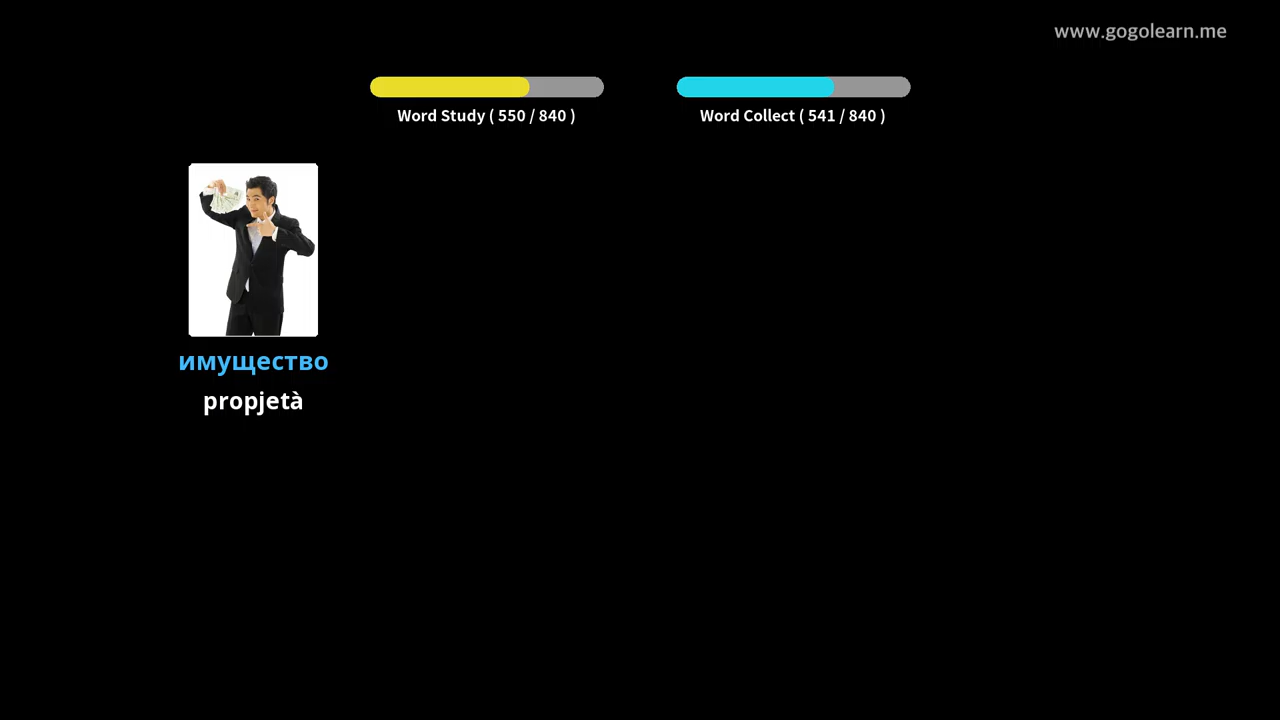 www.gogolearn.me
Word Study ( 550 / 840 )
Word Collect ( 541 / 840 )
имущество
propjetà